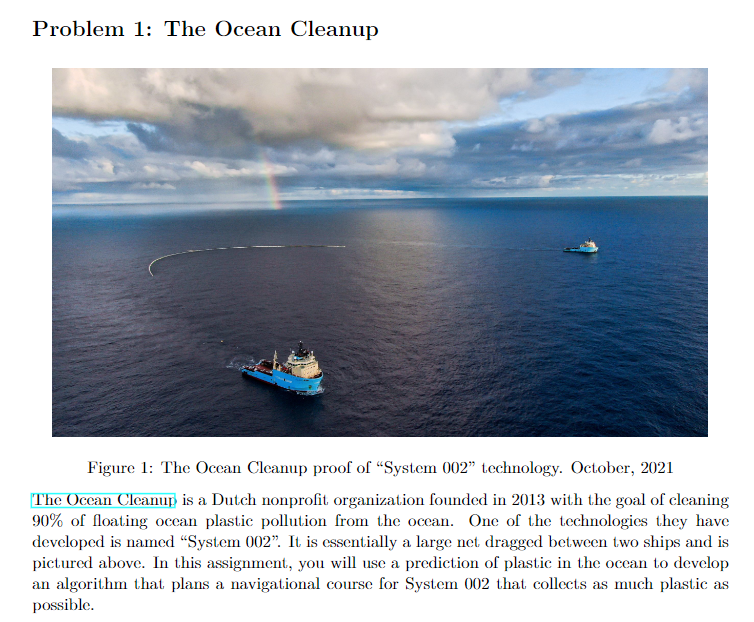 Problem 1: The Ocean Cleanup
Figure 1: The Ocean Cleanup proof of “System 002” technology. October, 2021
The Ocean Cleanup is a Dutch nonprofit organization founded in 2013 with the goal of cleaning
90% of floating ocean plastic pollution from the ocean. One of the technologies they have
developed is named “System 002”. It is essentially a large net dragged between two ships and is
pictured above. In this assignment, you will use a prediction of plastic in the ocean to develop
an algorithm that plans a navigational course for System 002 that collects as much plastic as
possible.